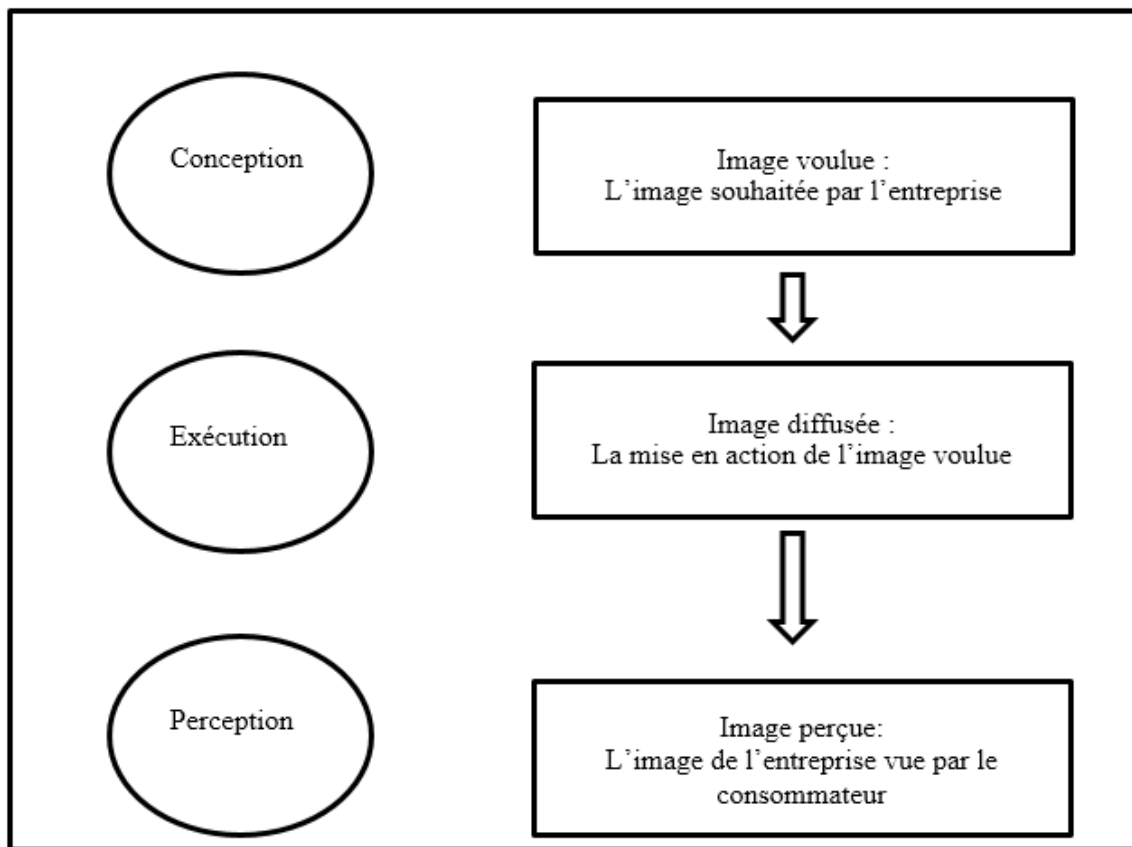 Conception
Image voulue :
L'image souhaitée par l'entreprise
Exécution
Image diffusée :
La mise en action de l'image voulue
Perception
Image perçue:
L'image de l'entreprise vue par le
consommateur